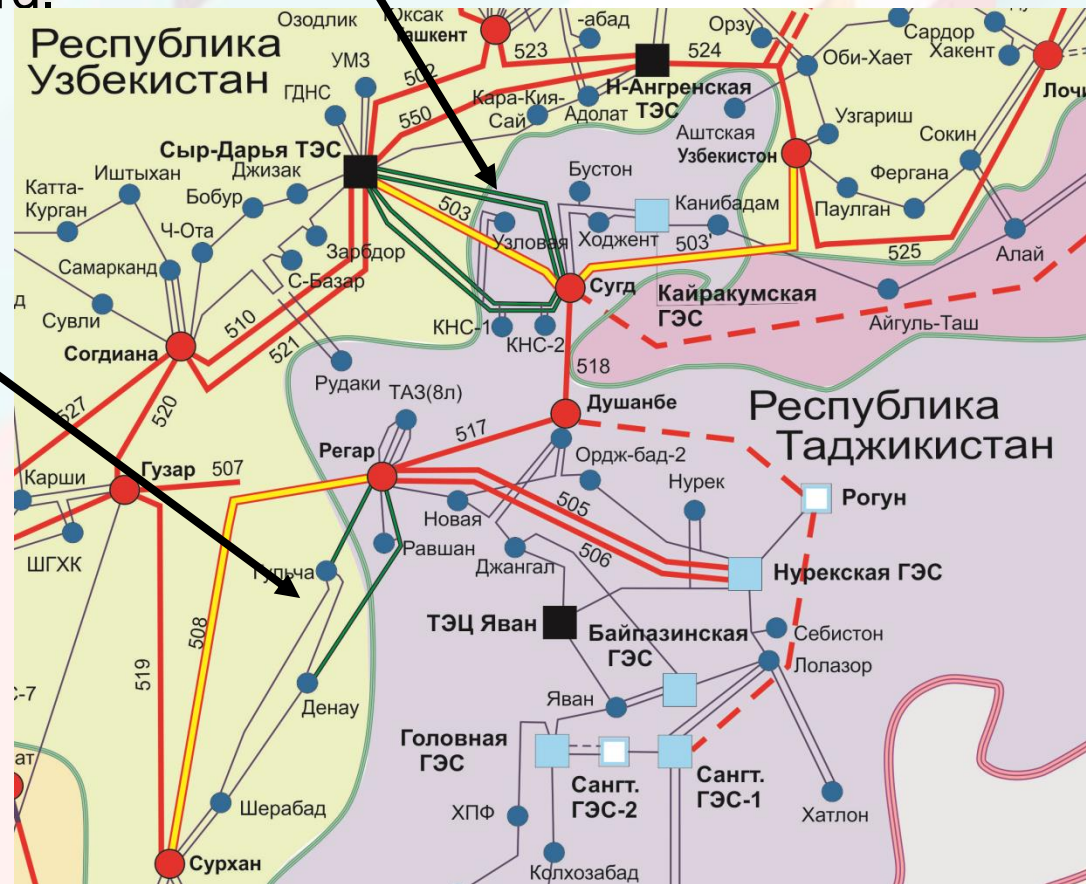 Озодлик
-абад
Ташкент
523
524
Орзу
Сардор
Хакент
Оби-Хает
Республика
Узбекистан
УМЗ
ГДНС
502
550
Кара-Кия-
Сай
Адолат
Н-Ангренская
ТЭС
Аштская
Узгариш
Узбекистон
Сокин
Фергана
Паулган
Сыр-Дарья ТЭС
Джизак
Бобур
Иштыхан
Катта-
Курган
Ч-Ота
Самарканд
Сувли
Зарбдор
С-Базар
Согдиана
510
521
520
527
503
Узловая
Бустон
Ходжент
Канибадам
503'
525
Алай
Айгуль-Таш
Сугд
Кайракумская
ГЭС
КНС-1
КНС-2
518
Рудаки
ТАЗ(8л)
517
Душанбе
Республика
Таджикистан
Регар
Орджс-бад-2
Нурек
Рогун
Карши
Гузар
507
ШГХК
Новая
Равшан
505
506
Джангал
Нурекская ГЭС
Гульча
508
519
ТЭЦ Яван
Байпазинская
ГЭС
Себистон
Лолазор
Денау
Яван
Головная
ГЭС
Сангт.
ГЭС-2
Сангт.
ГЭС-1
Шерабад
ХПФ
Хатлон
Сурхан
Колхозабад